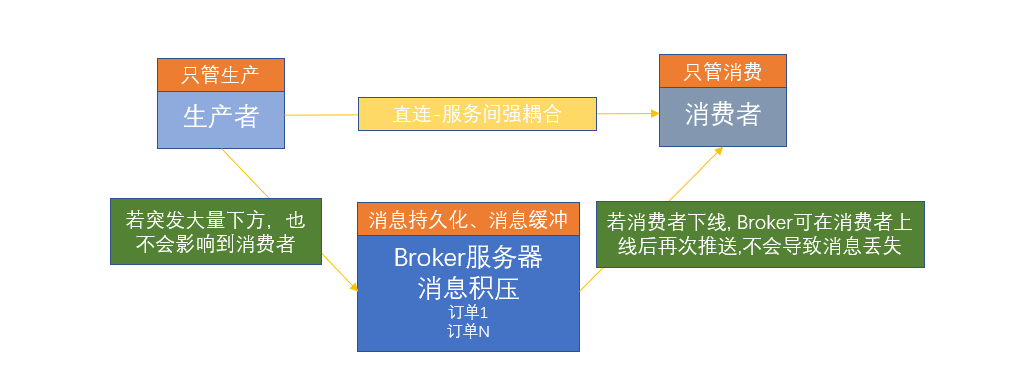 只管生产
生产者
直连-服务间强耦合
只管消费
消费者
若突发大量下方，也
不会影响到消费者
消息持久化、消息缓冲
Broker服务器
消息积压
订单1
订单N
若消费者下线, Broker可在消费者上
线后再次推送,不会导致消息丢失